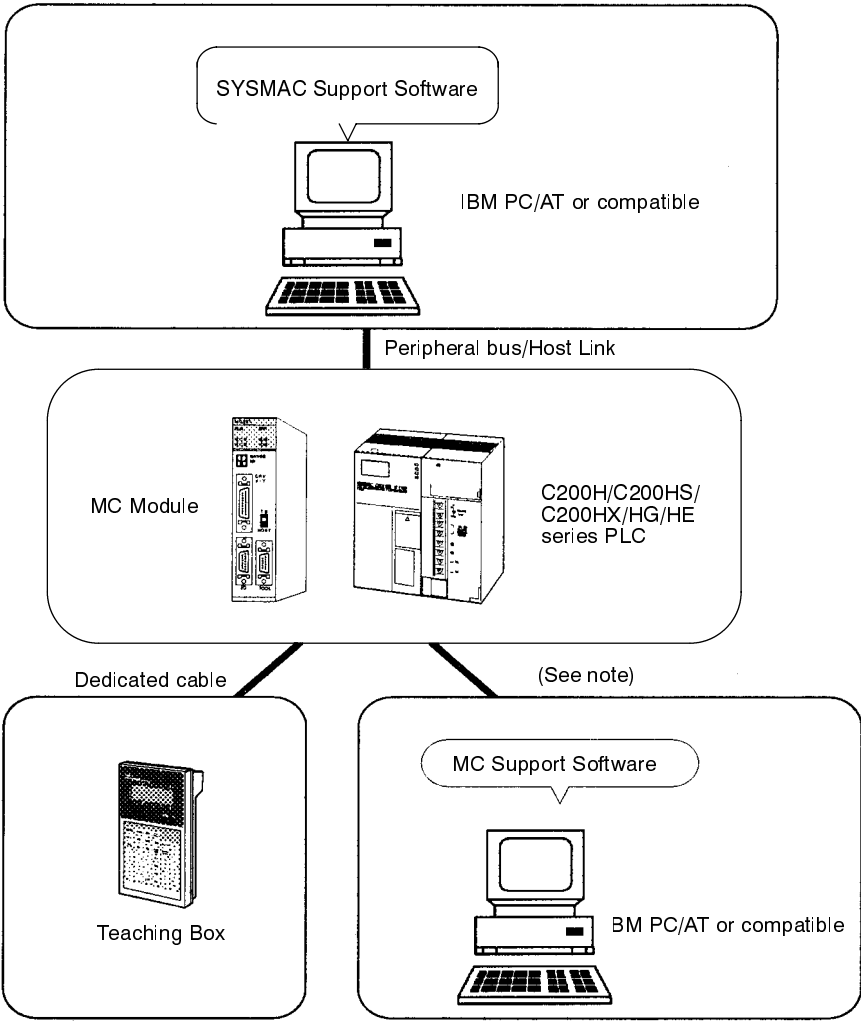 SYSMAC Support Software
IBM PC/AT or compatible
Peripheral bus/Host Link
MC Module
C200H/C200HS/
C200HX/HG/HE
series PLC
Dedicated cable
(See note)
MC Support Software
Teaching Box
BM PC/AT or compatible